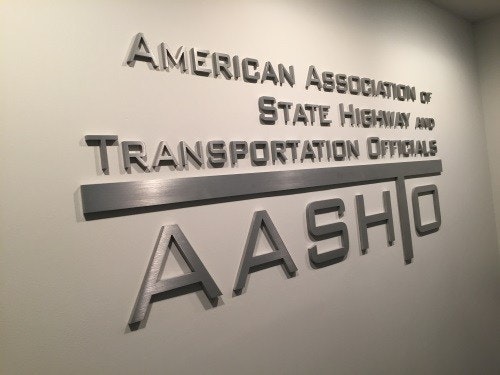 American Association of
State Highway and
Transportation Officials
AASHTO